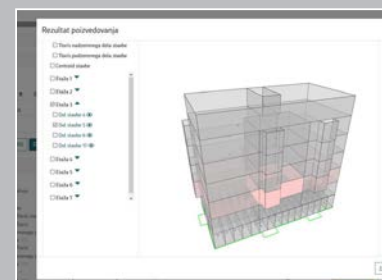 Rezultat poizvedovanja
Tloris nadzemnega dela stavbe
Tloris podzemnega dela stavbe
Centroid stavbe
Etaža 1
Etaža 2
Etaža 3
Del stavbe 4
Del stavbe 5
Del stavbe 6
Etaža 4
Etaža 5
Etaža 6
Etaža 7